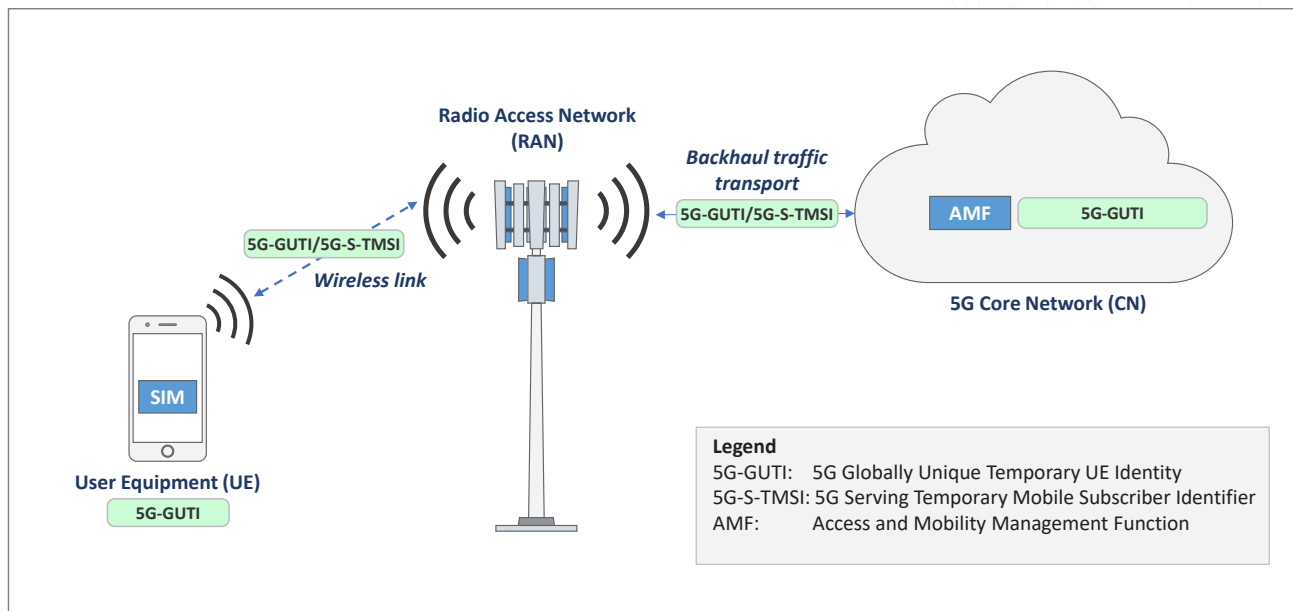 Radio Access Network
(RAN)
Backhaul traffic
transport
5G-GUTI/5G-S-TMSI
AMF
5G-GUTI
5G-GUTI/5G-S-TMSI
Wireless link
5G Core Network (CN)
SIM
User Equipment (UE)
5G-GUTI
Legend
5G-GUTI: 5G Globally Unique Temporary UE Identity
5G-S-TMSI: 5G Serving Temporary Mobile Subscriber Identifier
AMF: Access and Mobility Management Function